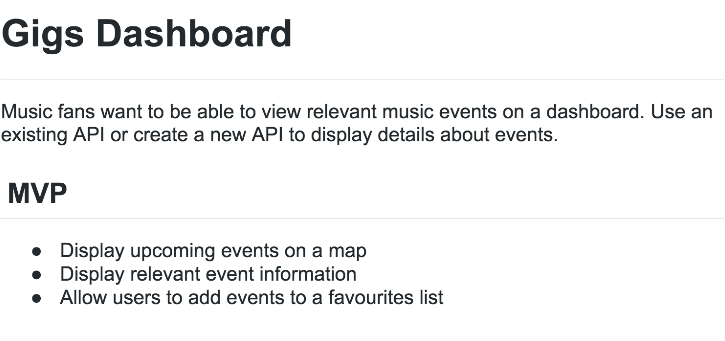 Gigs Dashboard
Music fans want to be able to view relevant music events on a dashboard. Use an
existing API or create a new API to display details about events.
MVP
● Display upcoming events on a map
● Display relevant event information
● Allow users to add events to a favourites list